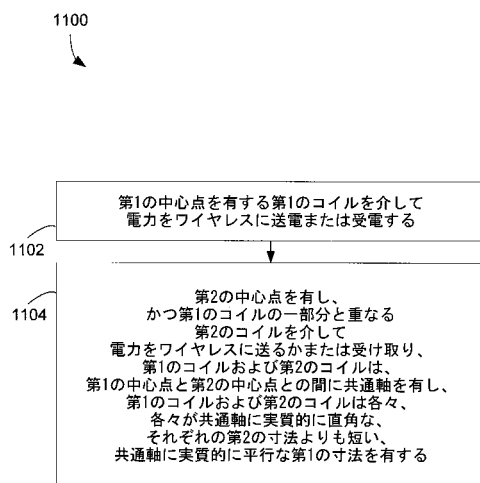 1100
第1の中心点を有する第1のコイルを介して
電力をワイヤレスに送電または受電する
1102
第2の中心点を有し、
かつ第1のコイルの一部分と重なる
第2のコイルを介して
電力をワイヤレスに送るかまたは受け取り、
第1のコイルおよび第2のコイルは、
第1の中心点と第2の中心点との間に共通軸を有し、
第1のコイルおよび第2のコイルは各々、
各々が共通軸に実質的に直角な、
それぞれの第2の寸法よりも短い、
共通軸に実質的に平行な第1の寸法を有する
1104